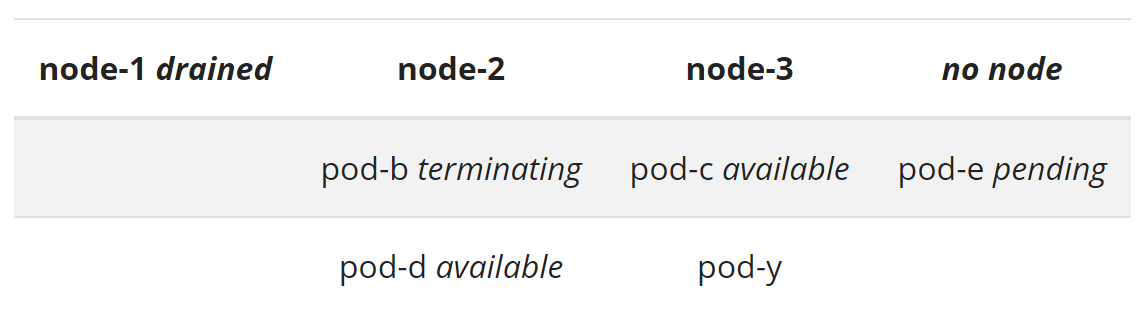 node-1 drained node-2 node-3 no node
pod-b terminating pod-c available pod-e pending
pod-d available pod-y